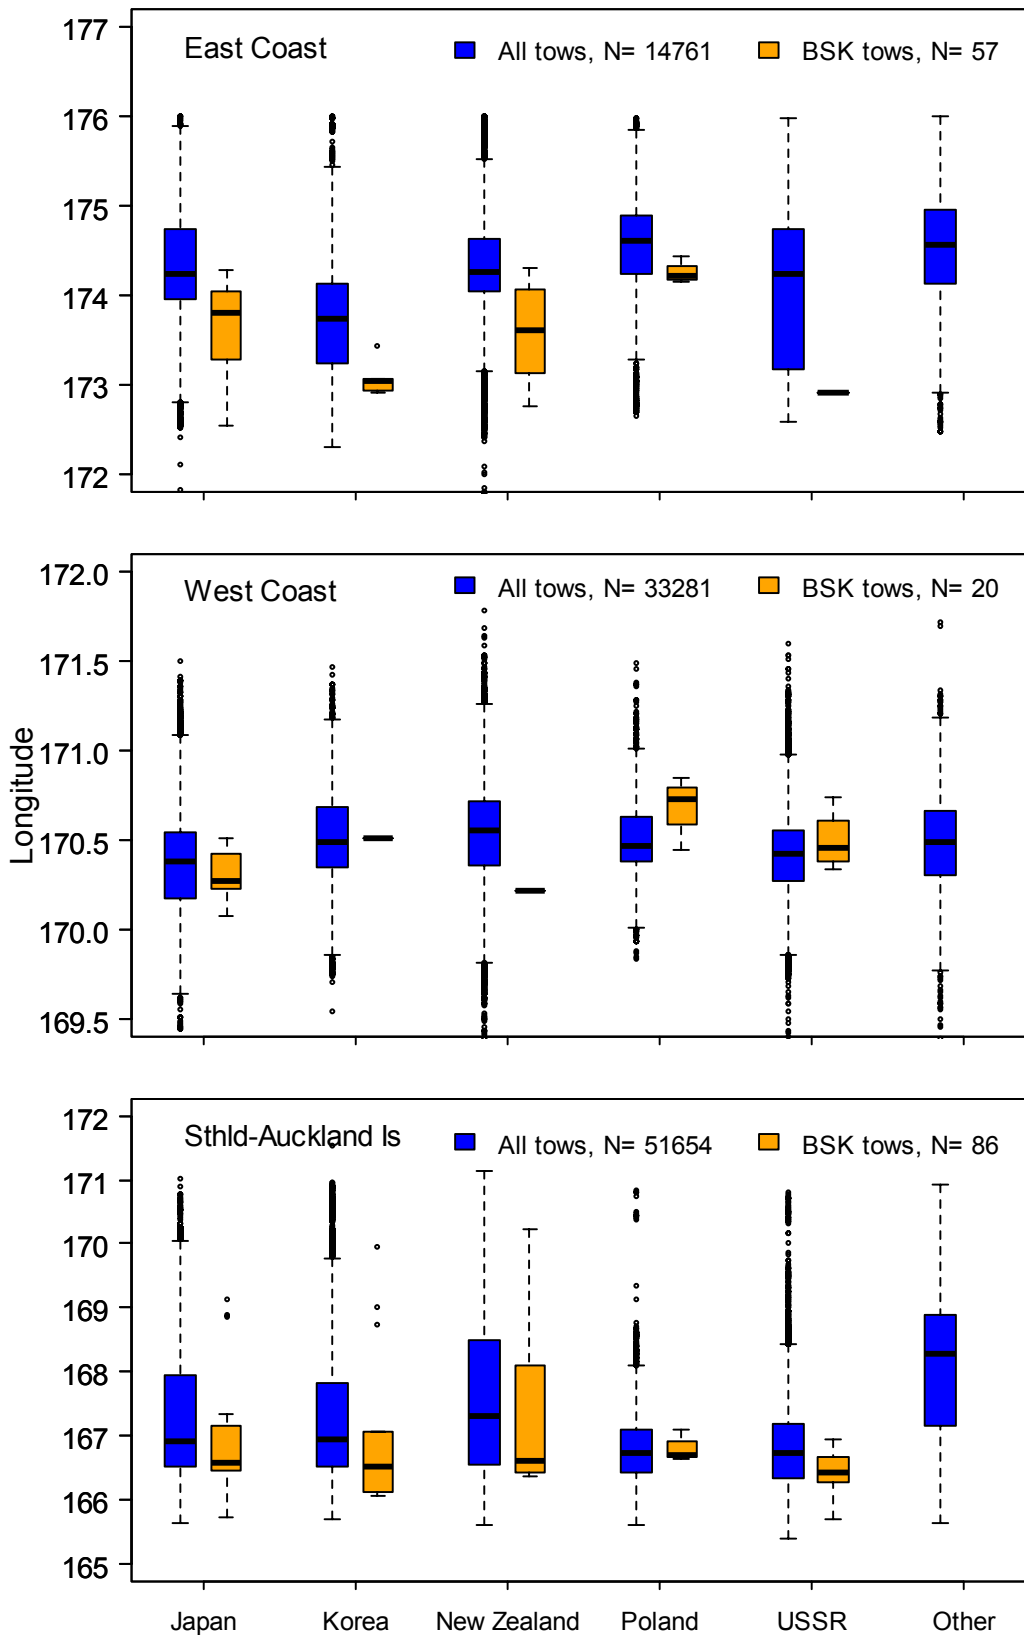 East Coast
All tows, N= 14761
BSK tows, N= 57
177
176
175
174
173
172
West Coast
All tows, N= 33281
BSK tows, N= 20
172.0
171.5
171.0
170.5
170.0
169.5
Longitude
Sthld-Auckland Is
All tows, N= 51654
BSK tows, N= 86
172
171
170
169
168
167
166
165
Japan
Korea
New Zealand
Poland
USSR
Other